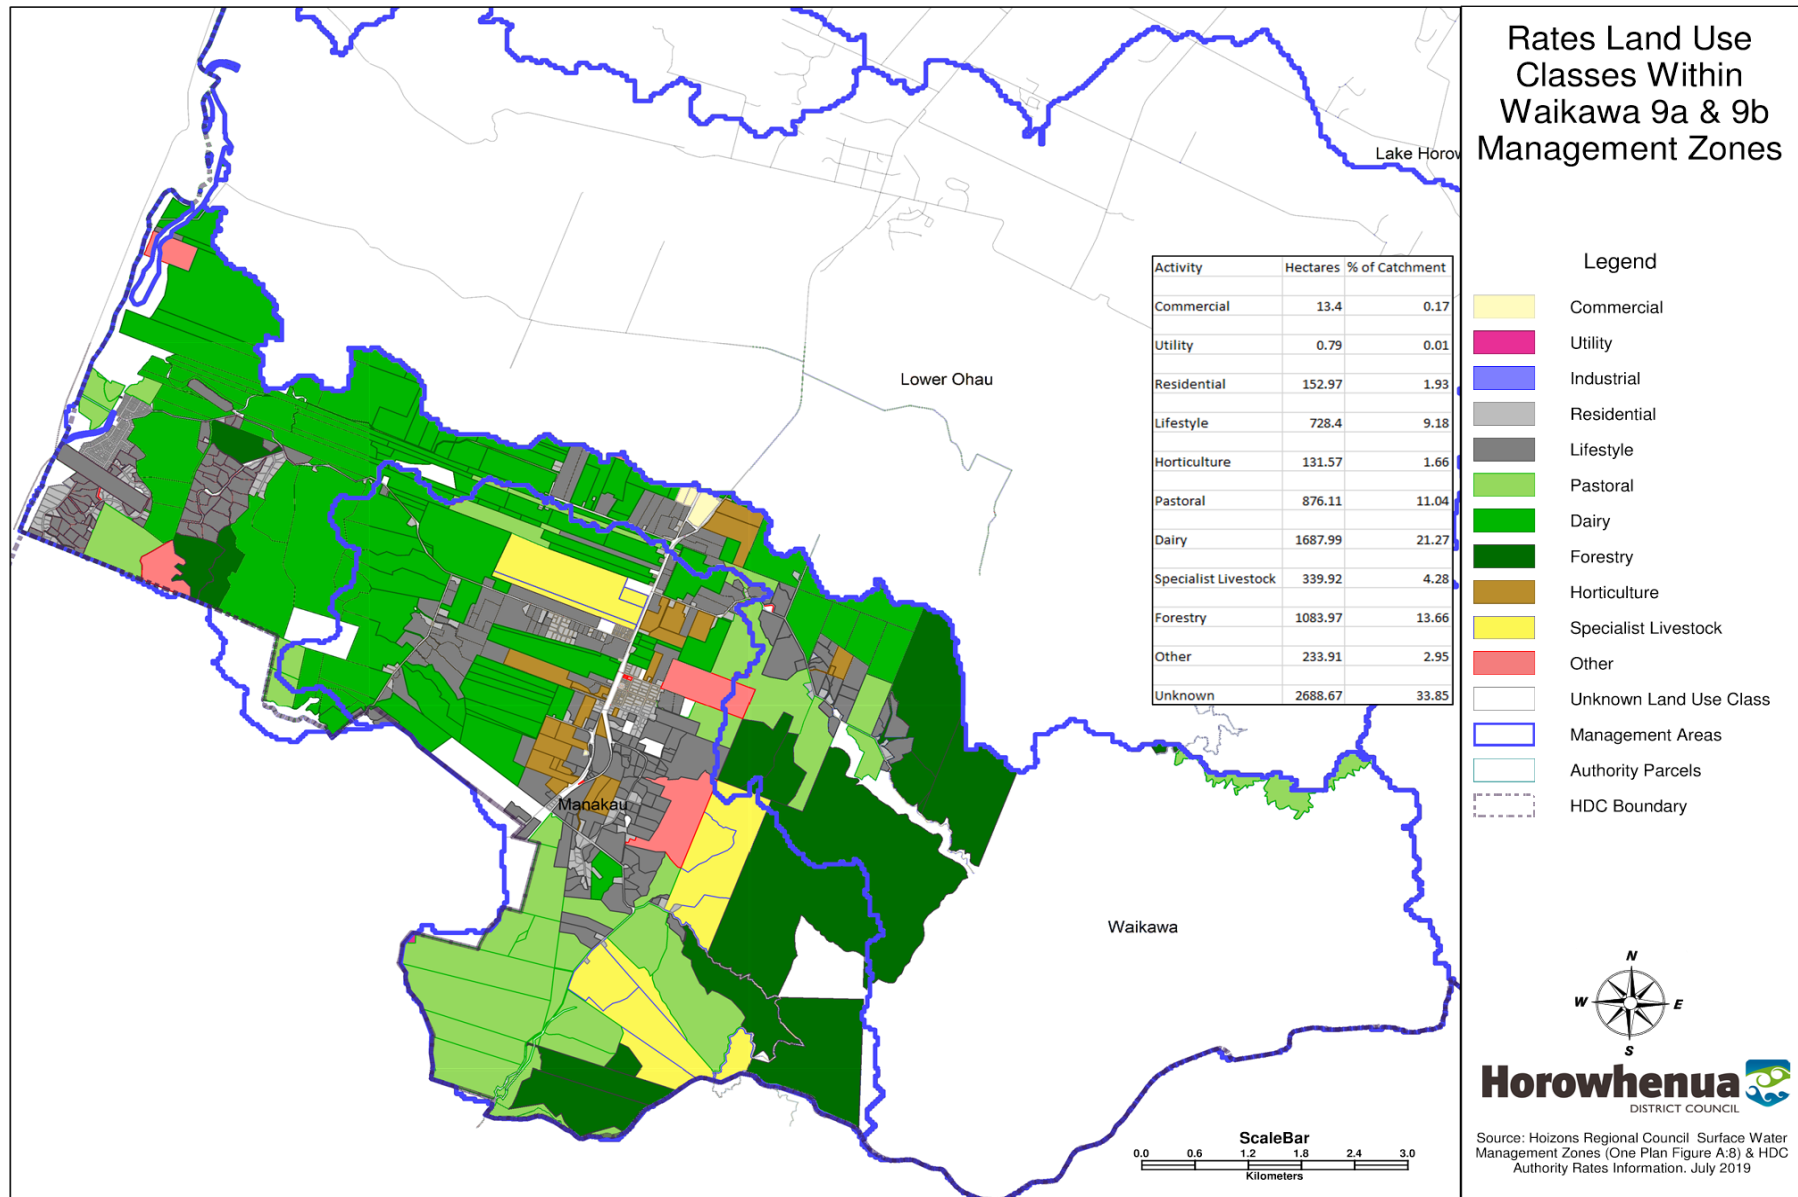 Rates Land Use
Classes Within
Waikawa 9a & 9b
Management Zones
Lake Horow
Lower Ohau
Manakau
Waikawa
Activity Hectares % of Catchment
Commercial 13.4 0.17
Utility 0.79 0.01
Residential 152.97 1.93
Lifestyle 728.4 9.18
Horticulture 131.57 1.66
Pastoral 876.11 11.04
Dairy 1687.99 21.27
Specialist Livestock 339.92 4.28
Forestry 1083.97 13.66
Other 233.91 2.95
Unknown 2688.67 33.85
Legend
Commercial
Utility
Industrial
Residential
Lifestyle
Pastoral
Dairy
Forestry
Horticulture
Specialist Livestock
Other
Unknown Land Use Class
Management Areas
Authority Parcels
HDC Boundary
N
W E
S
Horowhenua
DISTRICT COUNCIL
ScaleBar
0.0 0.6 1.2 1.8 2.4 3.0
Kilometers
Source: Hoizons Regional Council Surface Water
Management Zones (One Plan Figure A:8) & HDC
Authority Rates Information. July 2019